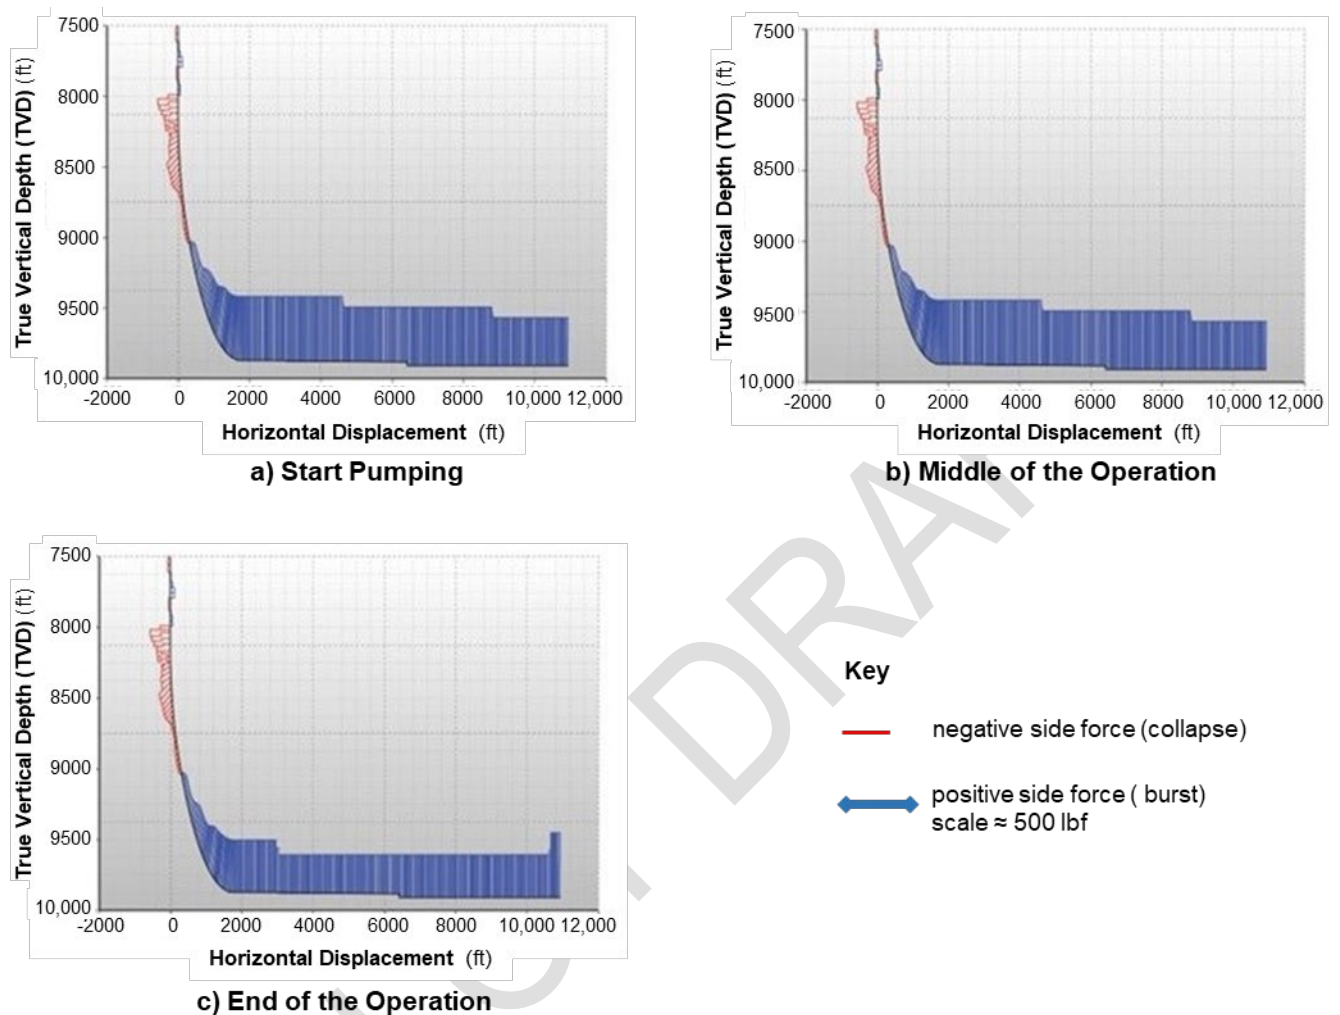 7500
8000
8500
9000
9500
10,000
True Vertical Depth (TVD) (ft)
-2000 0 2000 4000 6000 8000 10,000 12,000
Horizontal Displacement (ft)
a) Start Pumping
7500
8000
8500
9000
9500
10,000
True Vertical Depth (TVD) (ft)
-2000 0 2000 4000 6000 8000 10,000 12,000
Horizontal Displacement (ft)
b) Middle of the Operation
7500
8000
8500
9000
9500
10,000
True Vertical Depth (TVD) (ft)
-2000 0 2000 4000 6000 8000 10,000 12,000
Horizontal Displacement (ft)
c) End of the Operation
Key
negative side force (collapse)
positive side force ( burst)
scale ≈ 500 lbf